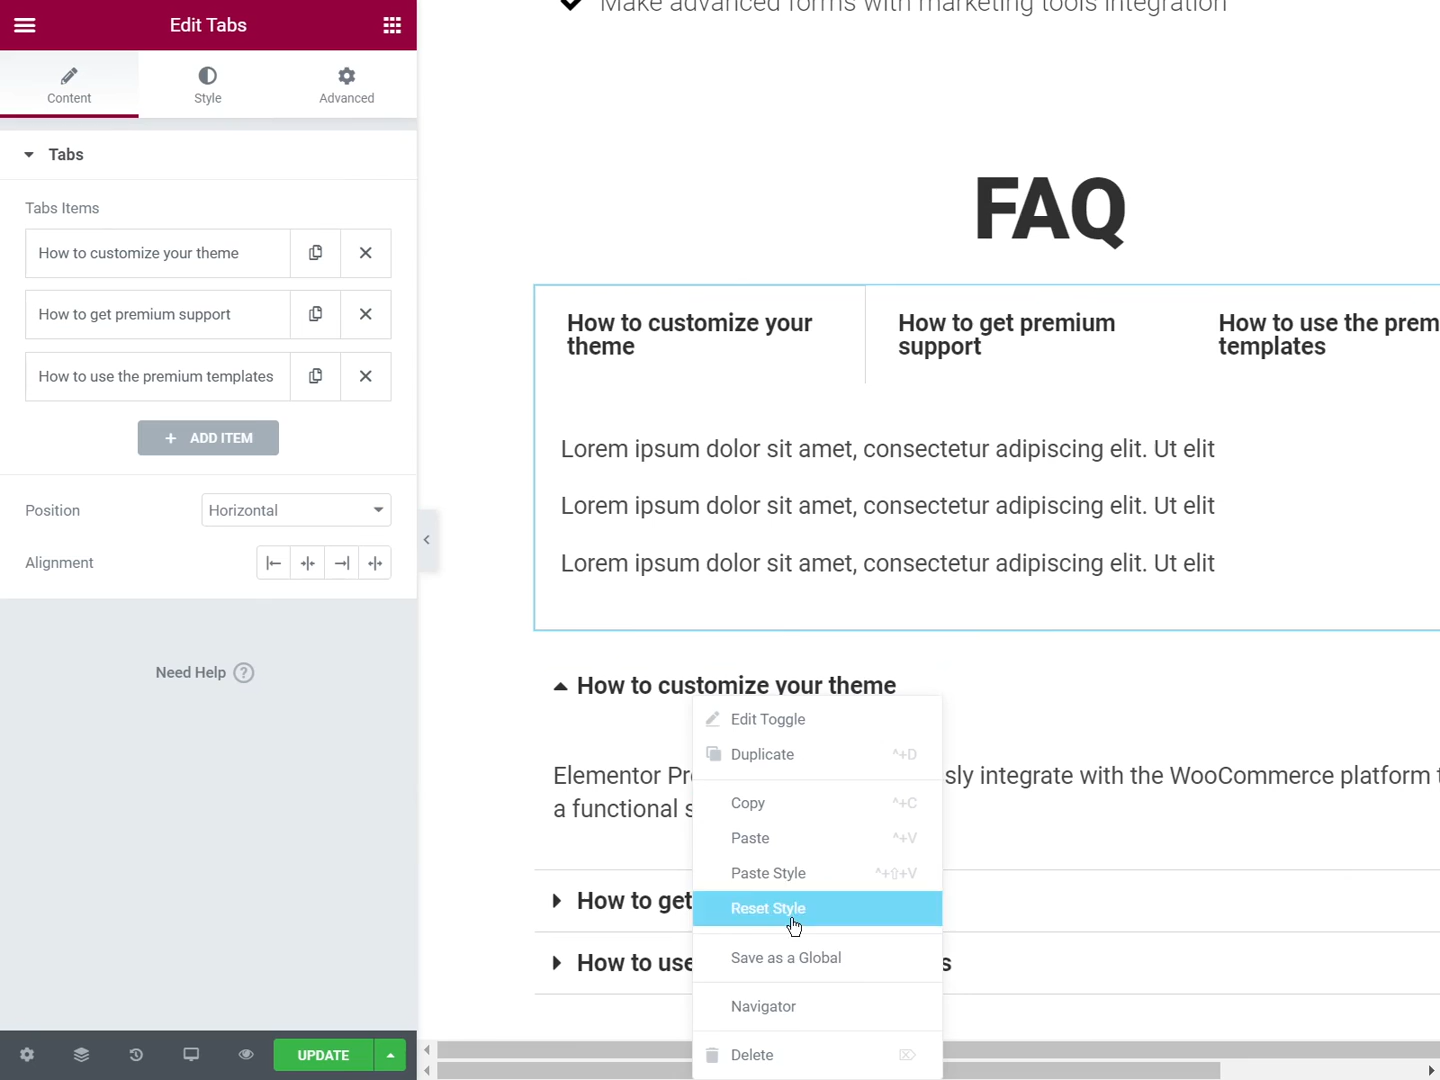 Edit Tabs
Content
Style
Advanced
Tabs
Tabs Items
How to customize your theme
How to get premium support
How to use the premium templates
+ ADD ITEM
Position
Horizontal
Alignment
Need Help ?
UPDATE
Make advanced forms with marketing tools integration
FAQ
How to customize your
theme
How to get premium
support
How to use the prem
templates
Lorem ipsum dolor sit amet, consectetur adipiscing elit. Ut elit
Lorem ipsum dolor sit amet, consectetur adipiscing elit. Ut elit
Lorem ipsum dolor sit amet, consectetur adipiscing elit. Ut elit
How to customize your theme
Elementor Pr
sly integrate with the WooCommerce platform t
a functional s
How to get
How to use
s
Edit Toggle
Duplicate ^+D
Copy ^+C
Paste ^+V
Paste Style ^+⇧+V
Reset Style
Save as a Global
Navigator
Delete ⌦